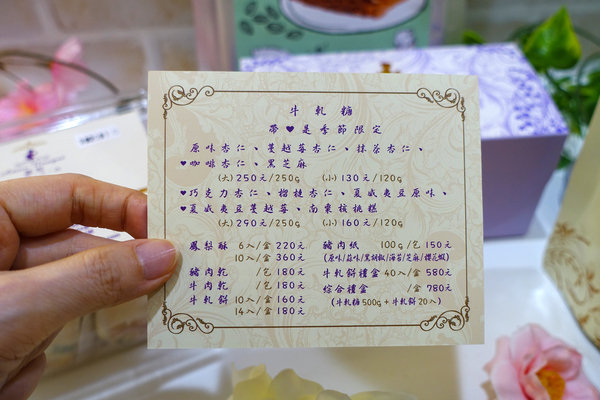 牛軋糖
帶♥是季節限定
原味杏仁、蔓越莓杏仁、抹茶杏仁、
♥咖啡杏仁、黑芝麻
(大)250元/250g (小)130元/120g
♥巧克力杏仁、榴槤杏仁、夏威夷豆原味、
♥夏威夷豆蔓越莓、南棗核桃糕
(大)290元/250g (小)160元/120g
鳳梨酥 6入/盒 220元
10入/盒 360元
豬肉乾 /包 180元
牛肉乾 /包 180元
牛軋餅 10入/盒 160元
14入/盒 180元
豬肉紙 100g/包 150元
(原味/蒜味/黑胡椒/海苔/芝麻/櫻花蝦)
牛軋餅禮盒 40入/盒 580元
綜合禮盒 /盒 780元
(牛軋糖500g+牛軋餅20入)